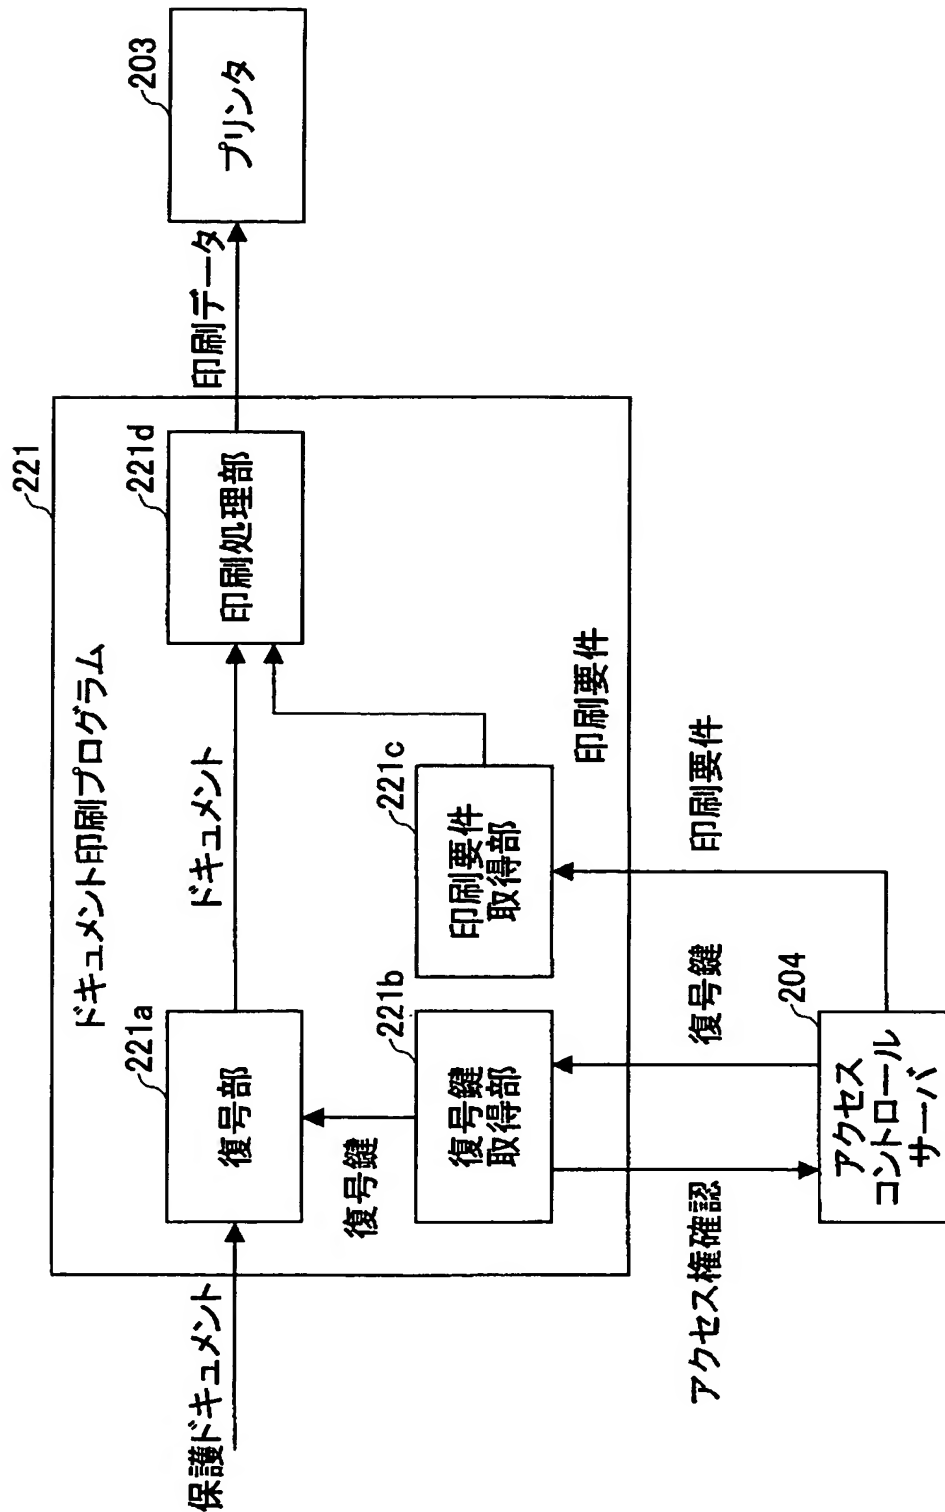 221
ドキュメント印刷プログラム
保護ドキュメント
221a
復号部
ドキュメント
221d
印刷処理部
印刷データ
203
プリンタ
復号鍵
221b
復号鍵
取得部
221c
印刷要件
取得部
印刷要件
アクセス権確認
復号鍵
印刷要件
204
アクセス
コントロール
サーバ